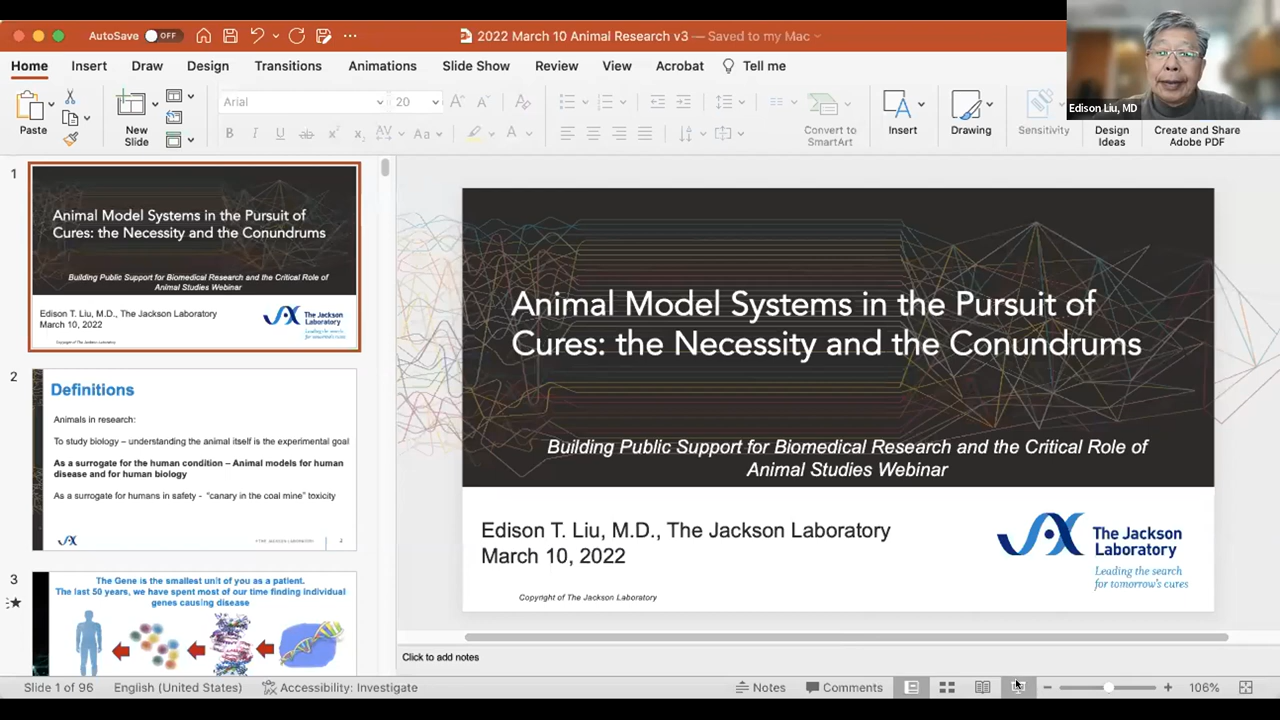 AutoSave OFF
2022 March 10 Animal Research v3 — Saved to my Mac
Home Insert Draw Design Transitions Animations Slide Show Review View Acrobat Tell me
Edison Liu, MD
Paste
New
Slide
Arial 20
Convert to
SmartArt
Insert
Drawing
Sensitivity
Design
Ideas
Create and Share
Adobe PDF
1
Animal Model Systems in the Pursuit of
Cures: the Necessity and the Conundrums
Building Public Support for Biomedical Research and the Critical Role of
Animal Studies Webinar
Edison T. Liu, M.D., The Jackson Laboratory
March 10, 2022
Copyright of The Jackson Laboratory
The Jackson
Laboratory
Leading the search
for tomorrow's cures
2
Definitions
Animals in research:
To study biology – understanding the animal itself is the experimental goal
As a surrogate for the human condition – Animal models for human
disease and for human biology
As a surrogate for humans in safety - "canary in the coal mine" toxicity
3
The Gene is the smallest unit of you as a patient.
The last 50 years, we have spent most of our time finding individual
genes causing disease
Animal Model Systems in the Pursuit of
Cures: the Necessity and the Conundrums
Building Public Support for Biomedical Research and the Critical Role of
Animal Studies Webinar
Edison T. Liu, M.D., The Jackson Laboratory
March 10, 2022
Copyright of The Jackson Laboratory
The Jackson
Laboratory
Leading the search
for tomorrow's cures
Click to add notes
Slide 1 of 96 English (United States) Accessibility: Investigate Notes Comments 106%